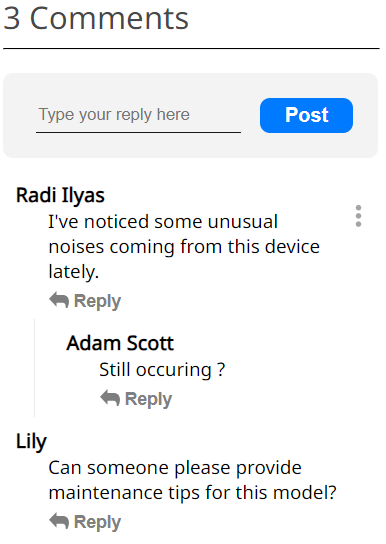 3 Comments
Type your reply here
Post
Radi Ilyas
I've noticed some unusual
noises coming from this device
lately.
Reply
Adam Scott
Still occuring ?
Reply
Lily
Can someone please provide
maintenance tips for this model?
Reply